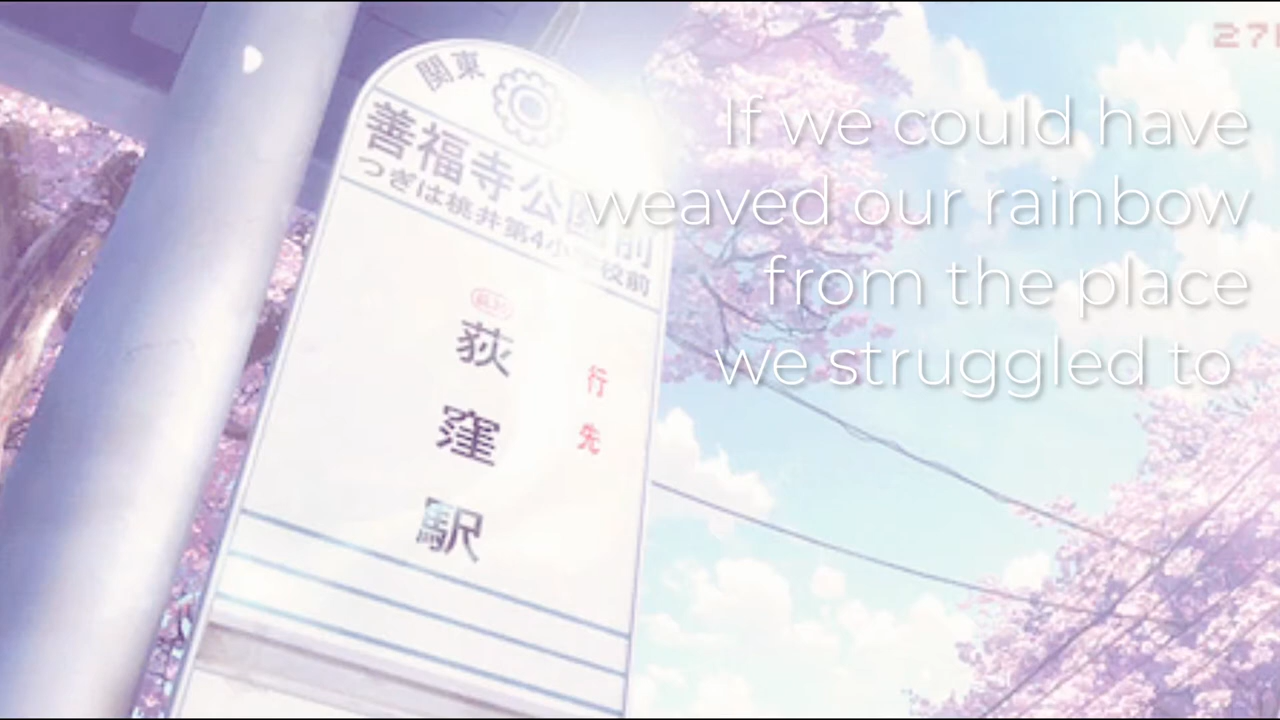 関東
善福寺公園前
つぎは桃井第4小学校前
荻
窪
駅
行
先
If we could have
weaved our rainbow
from the place
we struggled to